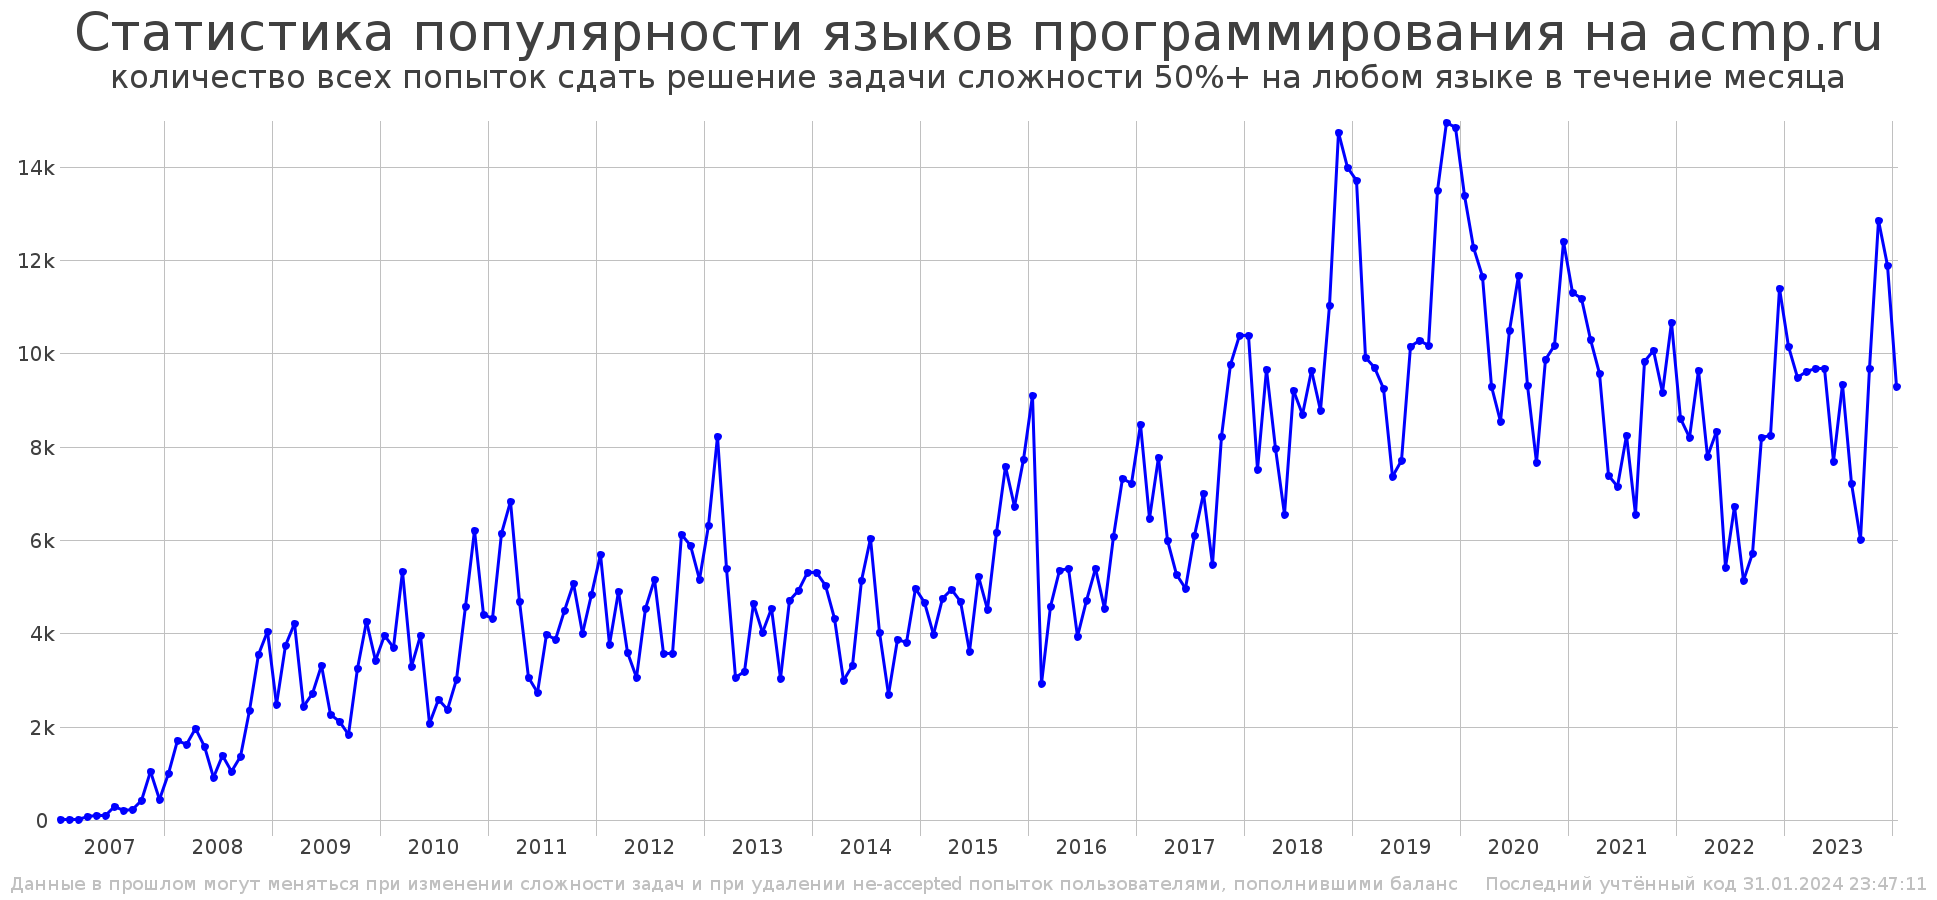 Статистика популярности языков программирования на acmp.ru
количество всех попыток сдать решение задачи сложности 50%+ на любом языке в течение месяца
14k
12k
10k
8k
6k
4k
2k
0
2007 2008 2009 2010 2011 2012 2013 2014 2015 2016 2017 2018 2019 2020 2021 2022 2023
Данные в прошлом могут меняться при изменении сложности задач и при удалении не-accepted попыток пользователями, пополнившими баланс Последний учтённый код 31.01.2024 23:47:11